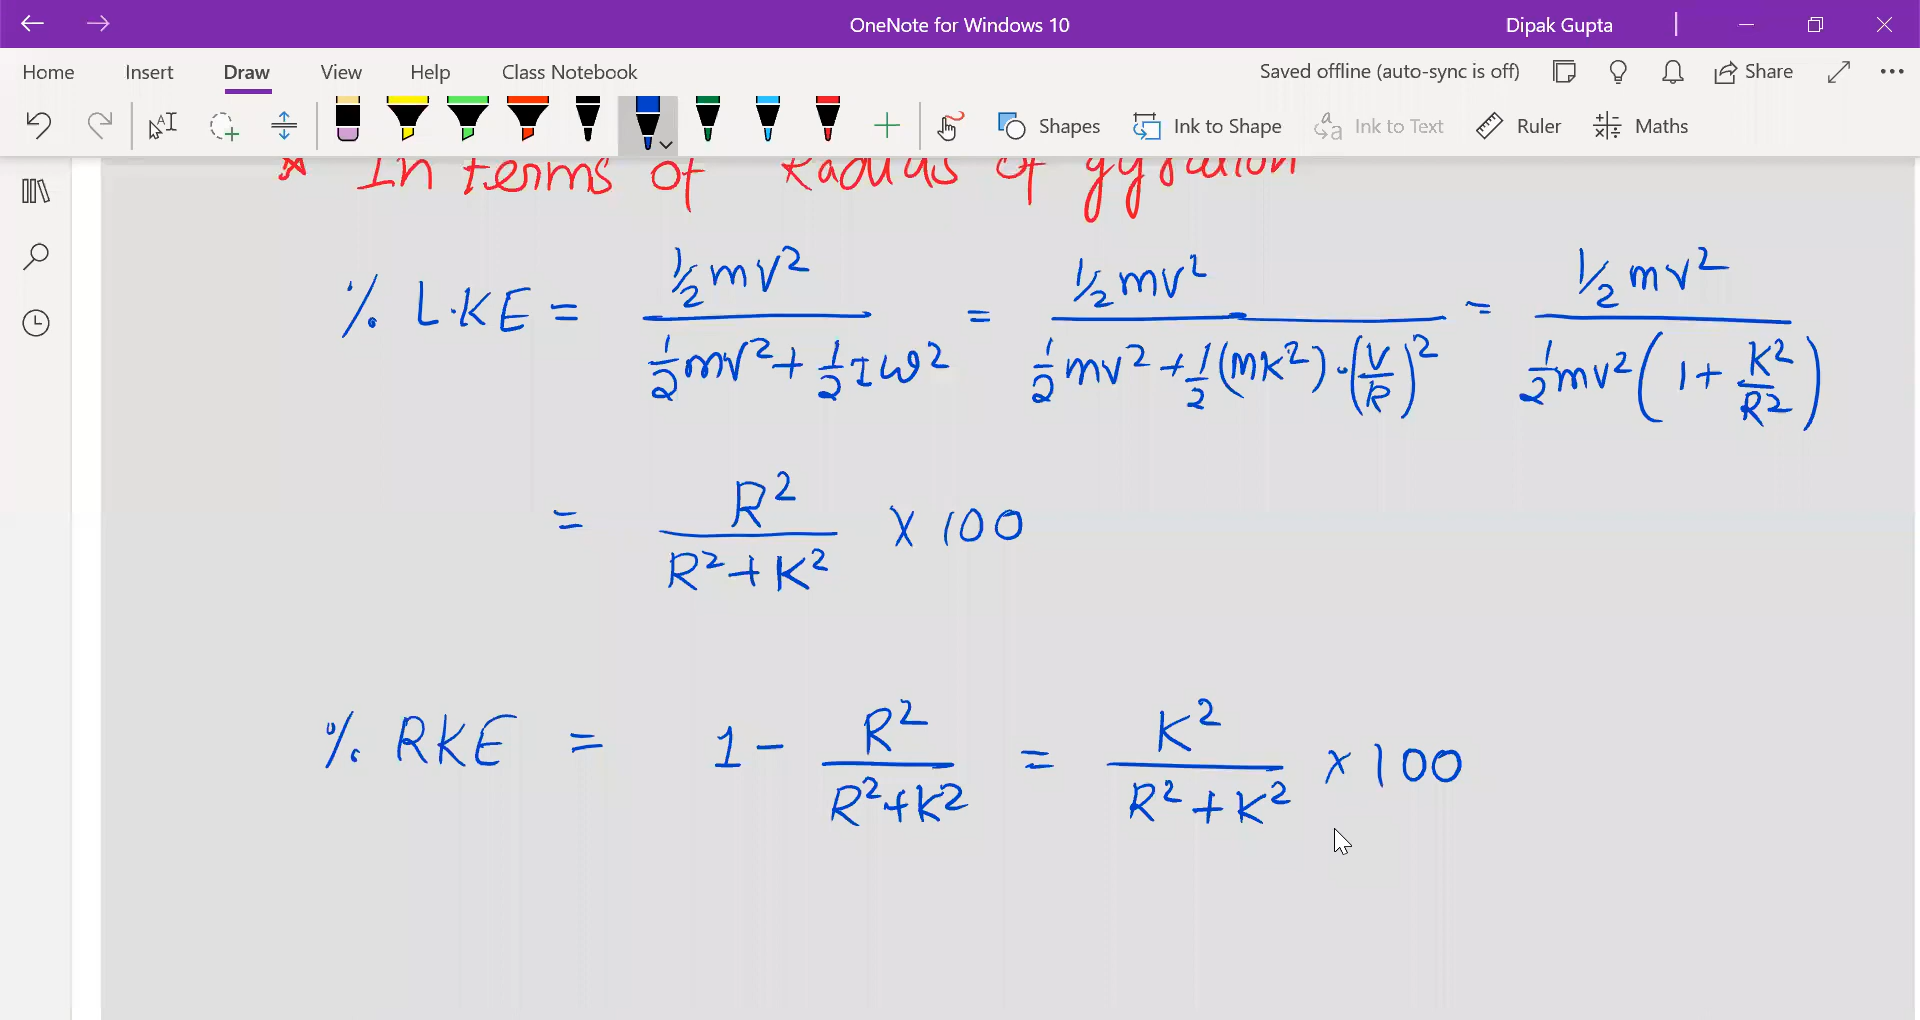 OneNote for Windows 10
Dipak Gupta
Home Insert Draw View Help Class Notebook
Saved offline (auto-sync is off) Share
Shapes Ink to Shape Ink to Text Ruler Maths
* In terms of Radius of gyration
% L.KE = ½mv² / (½mv² + ½Iω²) = ½mv² / (½mv² + ½(mK²)·(v/R)²) = ½mv² / (½mv²(1 + K²/R²))
= R² / (R²+K²) × 100
% RKE = 1 - R² / (R²+K²) = K² / (R²+K²) × 100